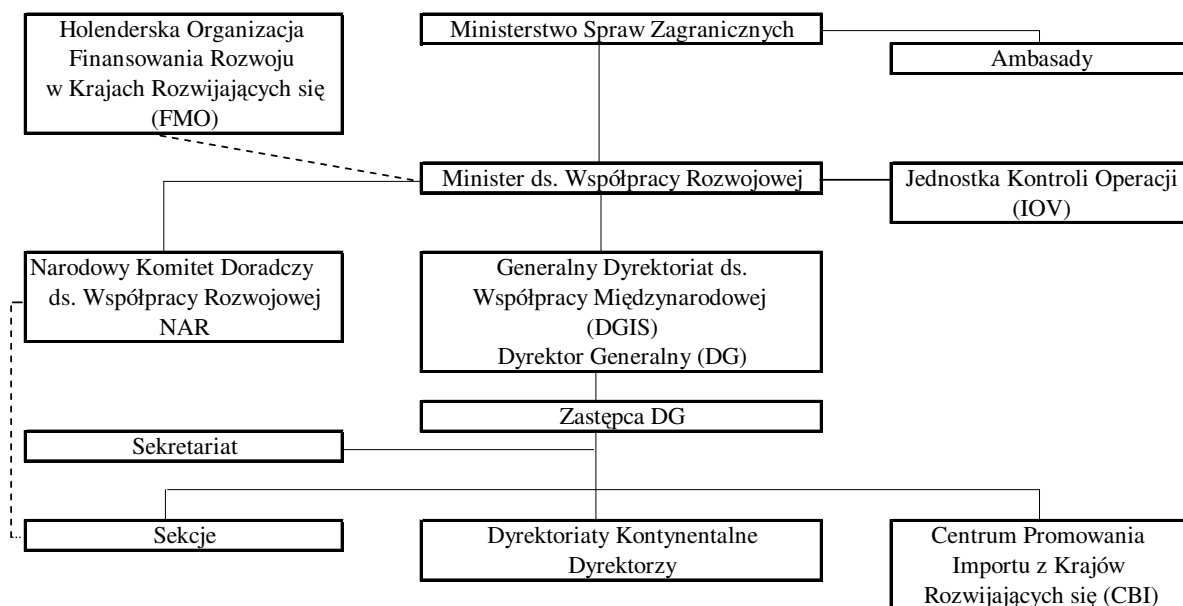 Holenderska Organizacja
Finansowania Rozwoju
w Krajach Rozwijających się
(FMO)
Ministerstwo Spraw Zagranicznych
Ambasady
Minister ds. Współpracy Rozwojowej
Jednostka Kontroli Operacji
(IOV)
Narodowy Komitet Doradczy
ds. Współpracy Rozwojowej
NAR
Generalny Dyrektoriat ds.
Współpracy Międzynarodowej
(DGIS)
Dyrektor Generalny (DG)
Zastępca DG
Sekretariat
Sekcje
Dyrektoriaty Kontynentalne
Dyrektorzy
Centrum Promowania
Importu z Krajów
Rozwijających się (CBI)